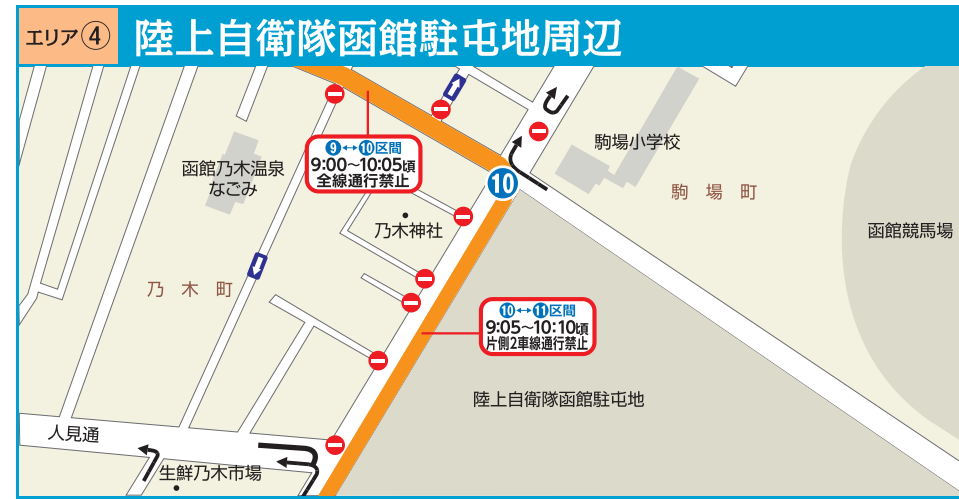 エリア④
陸上自衛隊函館駐屯地周辺
⑨↔⑩区間
9:00〜10:05頃
全線通行禁止
駒場小学校
函館乃木温泉
なごみ
10
駒場町
乃木神社
函館競馬場
乃木町
⑩↔⑪区間
9:05〜10:10頃
片側2車線通行禁止
陸上自衛隊函館駐屯地
人見通
生鮮乃木市場